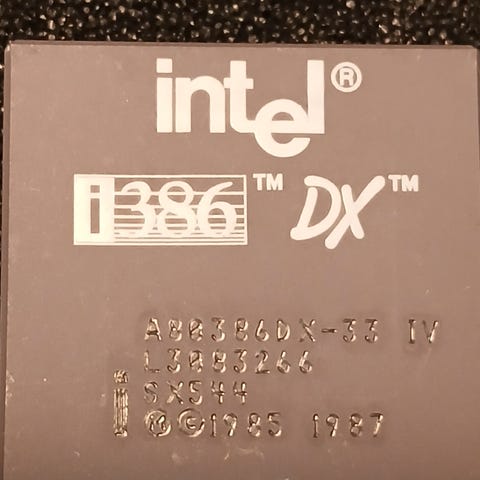 intel®
i386™ DX™
A80386DX-33 IV
L3083266
SX544
i Ⓜ©1985 1987